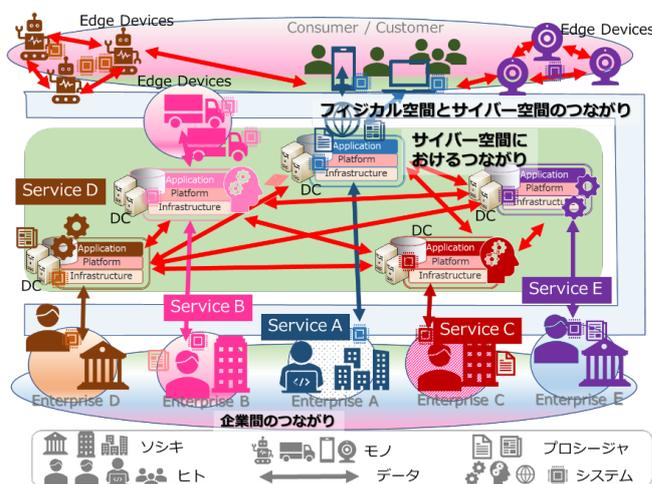 Edge Devices
Consumer / Customer
Edge Devices
Edge Devices
フィジカル空間とサイバー空間のつながり
サイバー空間に
おけるつながり
Application
Platform
Infrastructure
DC
Application
Platform
Infrastructure
DC
Application
Platform
Infrastructure
DC
Service D
Application
Platform
Infrastructure
DC
DC
Application
Platform
Infrastructure
Service E
Service B
Service A
Service C
Enterprise D
Enterprise B
Enterprise A
Enterprise C
Enterprise E
企業間のつながり
ソシキ
モノ
プロシージャ
ヒト
データ
システム